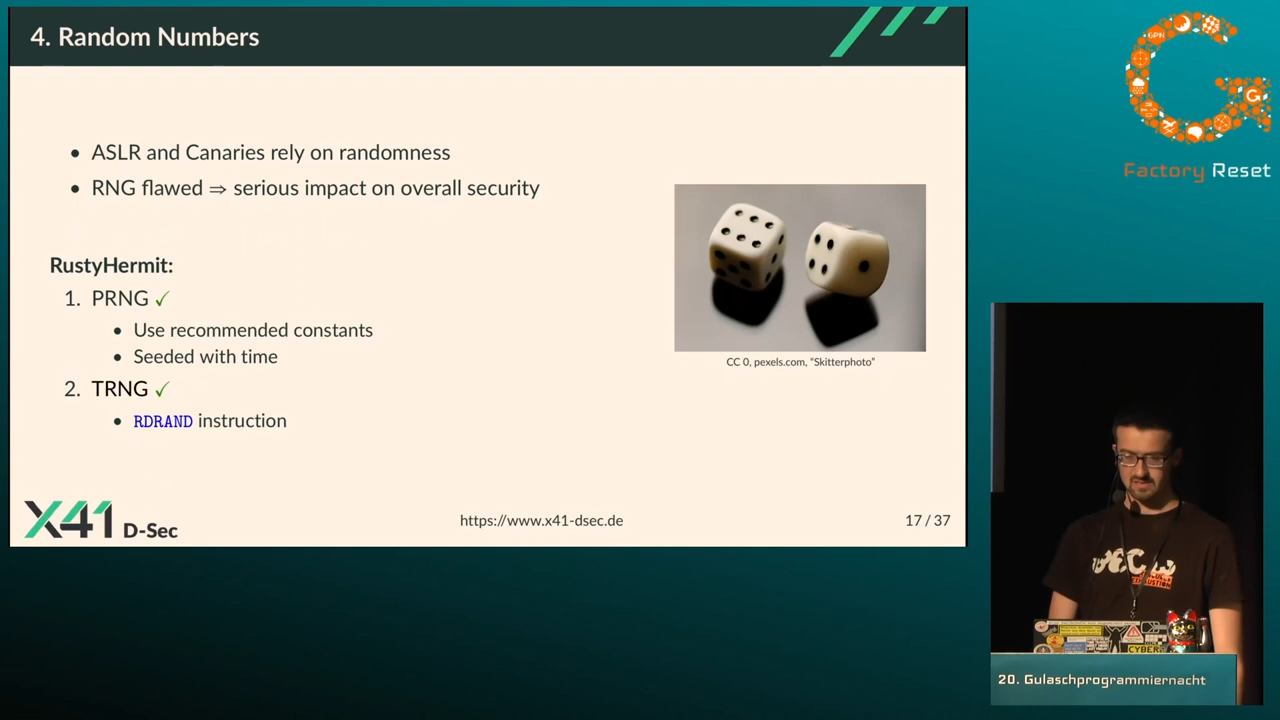 4. Random Numbers
• ASLR and Canaries rely on randomness
• RNG flawed ⇒ serious impact on overall security
RustyHermit:
1. PRNG ✓
• Use recommended constants
• Seeded with time
2. TRNG ✓
• RDRAND instruction
CC 0, pexels.com, “Skitterphoto”
X41 D-Sec
https://www.x41-dsec.de
17 / 37
GPN
G
Factory Reset
CYBER
20. Gulaschprogrammiernacht